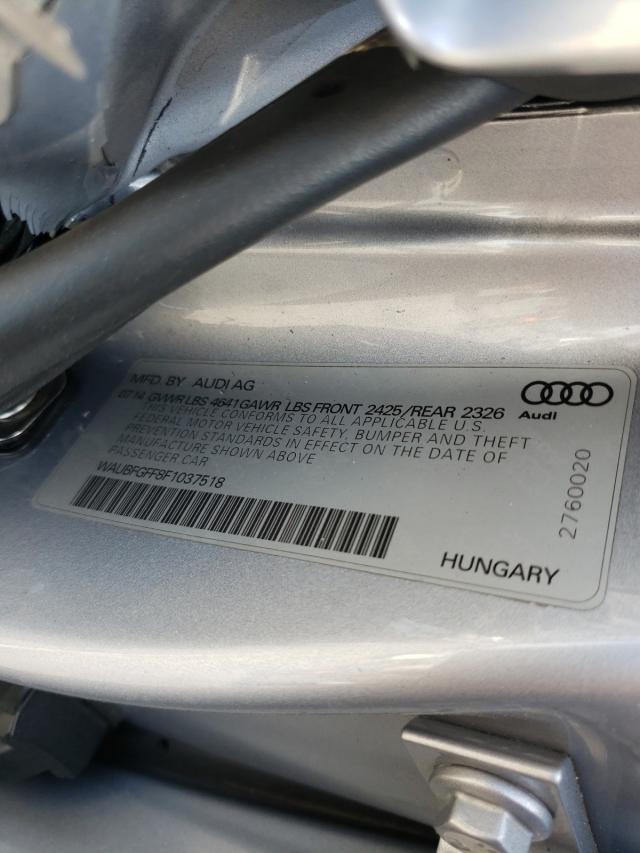 MFD. BY AUDI AG
07/14 GVWR LBS 4641 GAWR LBS FRONT 2425/REAR 2326
THIS VEHICLE CONFORMS TO ALL APPLICABLE U.S.
FEDERAL MOTOR VEHICLE SAFETY, BUMPER AND THEFT
PREVENTION STANDARDS IN EFFECT ON THE DATE OF
MANUFACTURE SHOWN ABOVE
PASSENGER CAR
WAUBFGFF9F1037518
Audi
2760020
HUNGARY